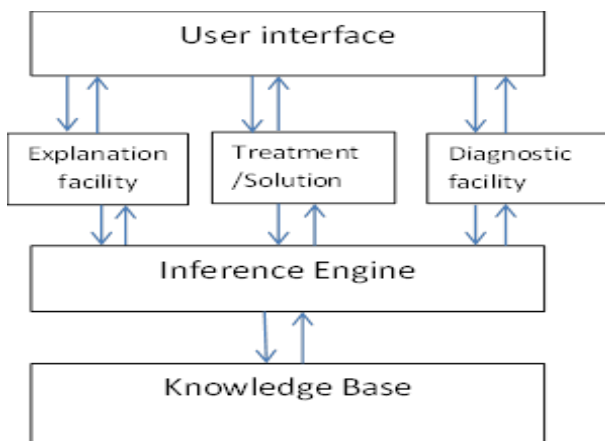 User interface
Explanation
facility
Treatment
/Solution
Diagnostic
facility
Inference Engine
Knowledge Base